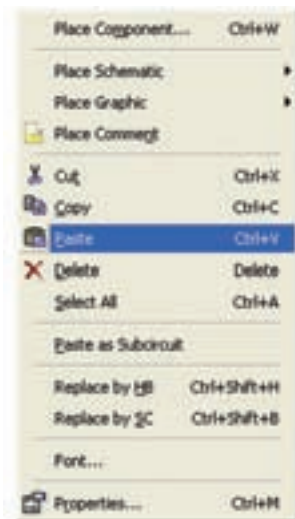 Place Component... Ctrl+W
Place Schematic
Place Graphic
Place Comment
Cut Ctrl+X
Copy Ctrl+C
Paste Ctrl+V
Delete Delete
Select All Ctrl+A
Paste as Subcircuit
Replace by HB Ctrl+Shift+H
Replace by SC Ctrl+Shift+B
Font...
Properties... Ctrl+M